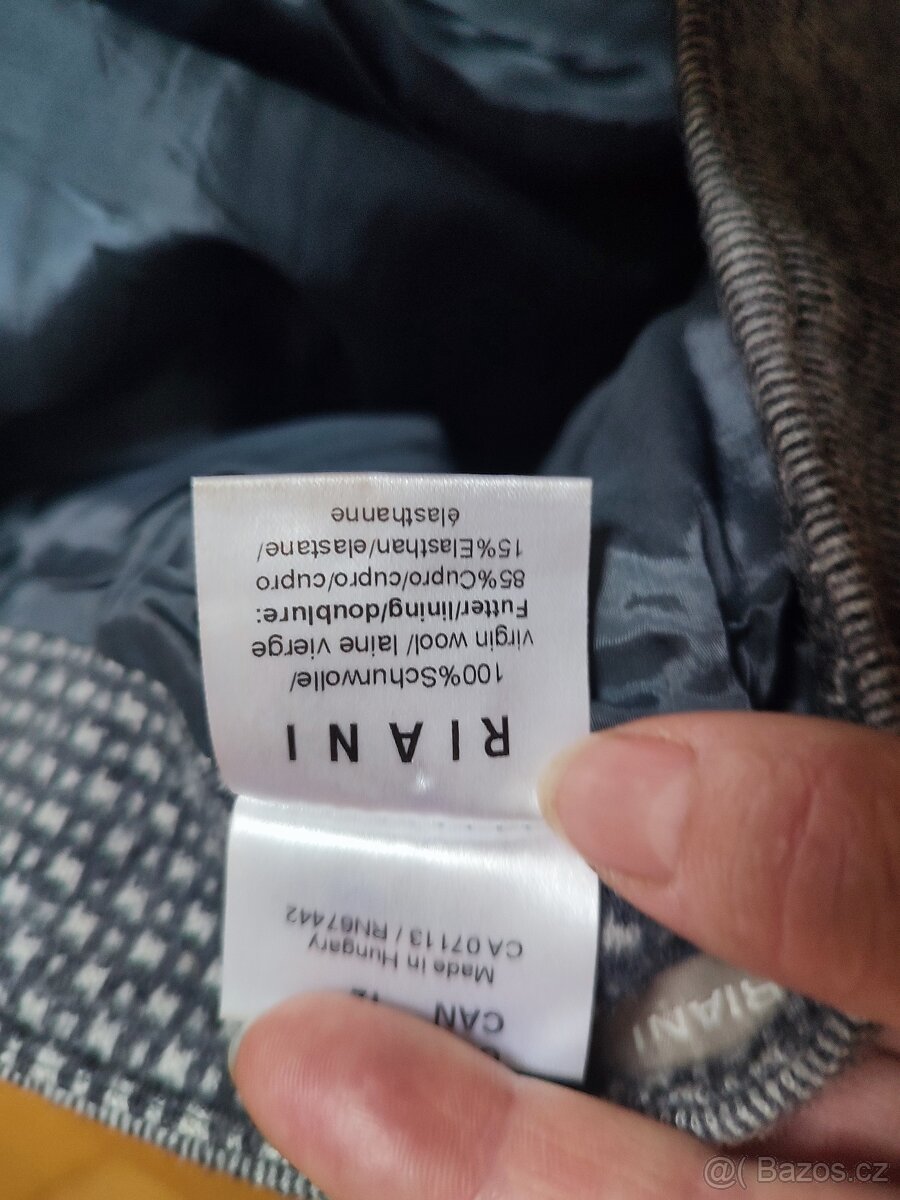 RIANI
100%Schurwolle/
virgin wool/ laine vierge
Futter/lining/doublure:
85%Cupro/cupro/cupro
15%Elasthan/elastane/
élasthanne
CAN
Made in Hungary
CA 07113 / RN67442
RIANI
@( Bazos.cz